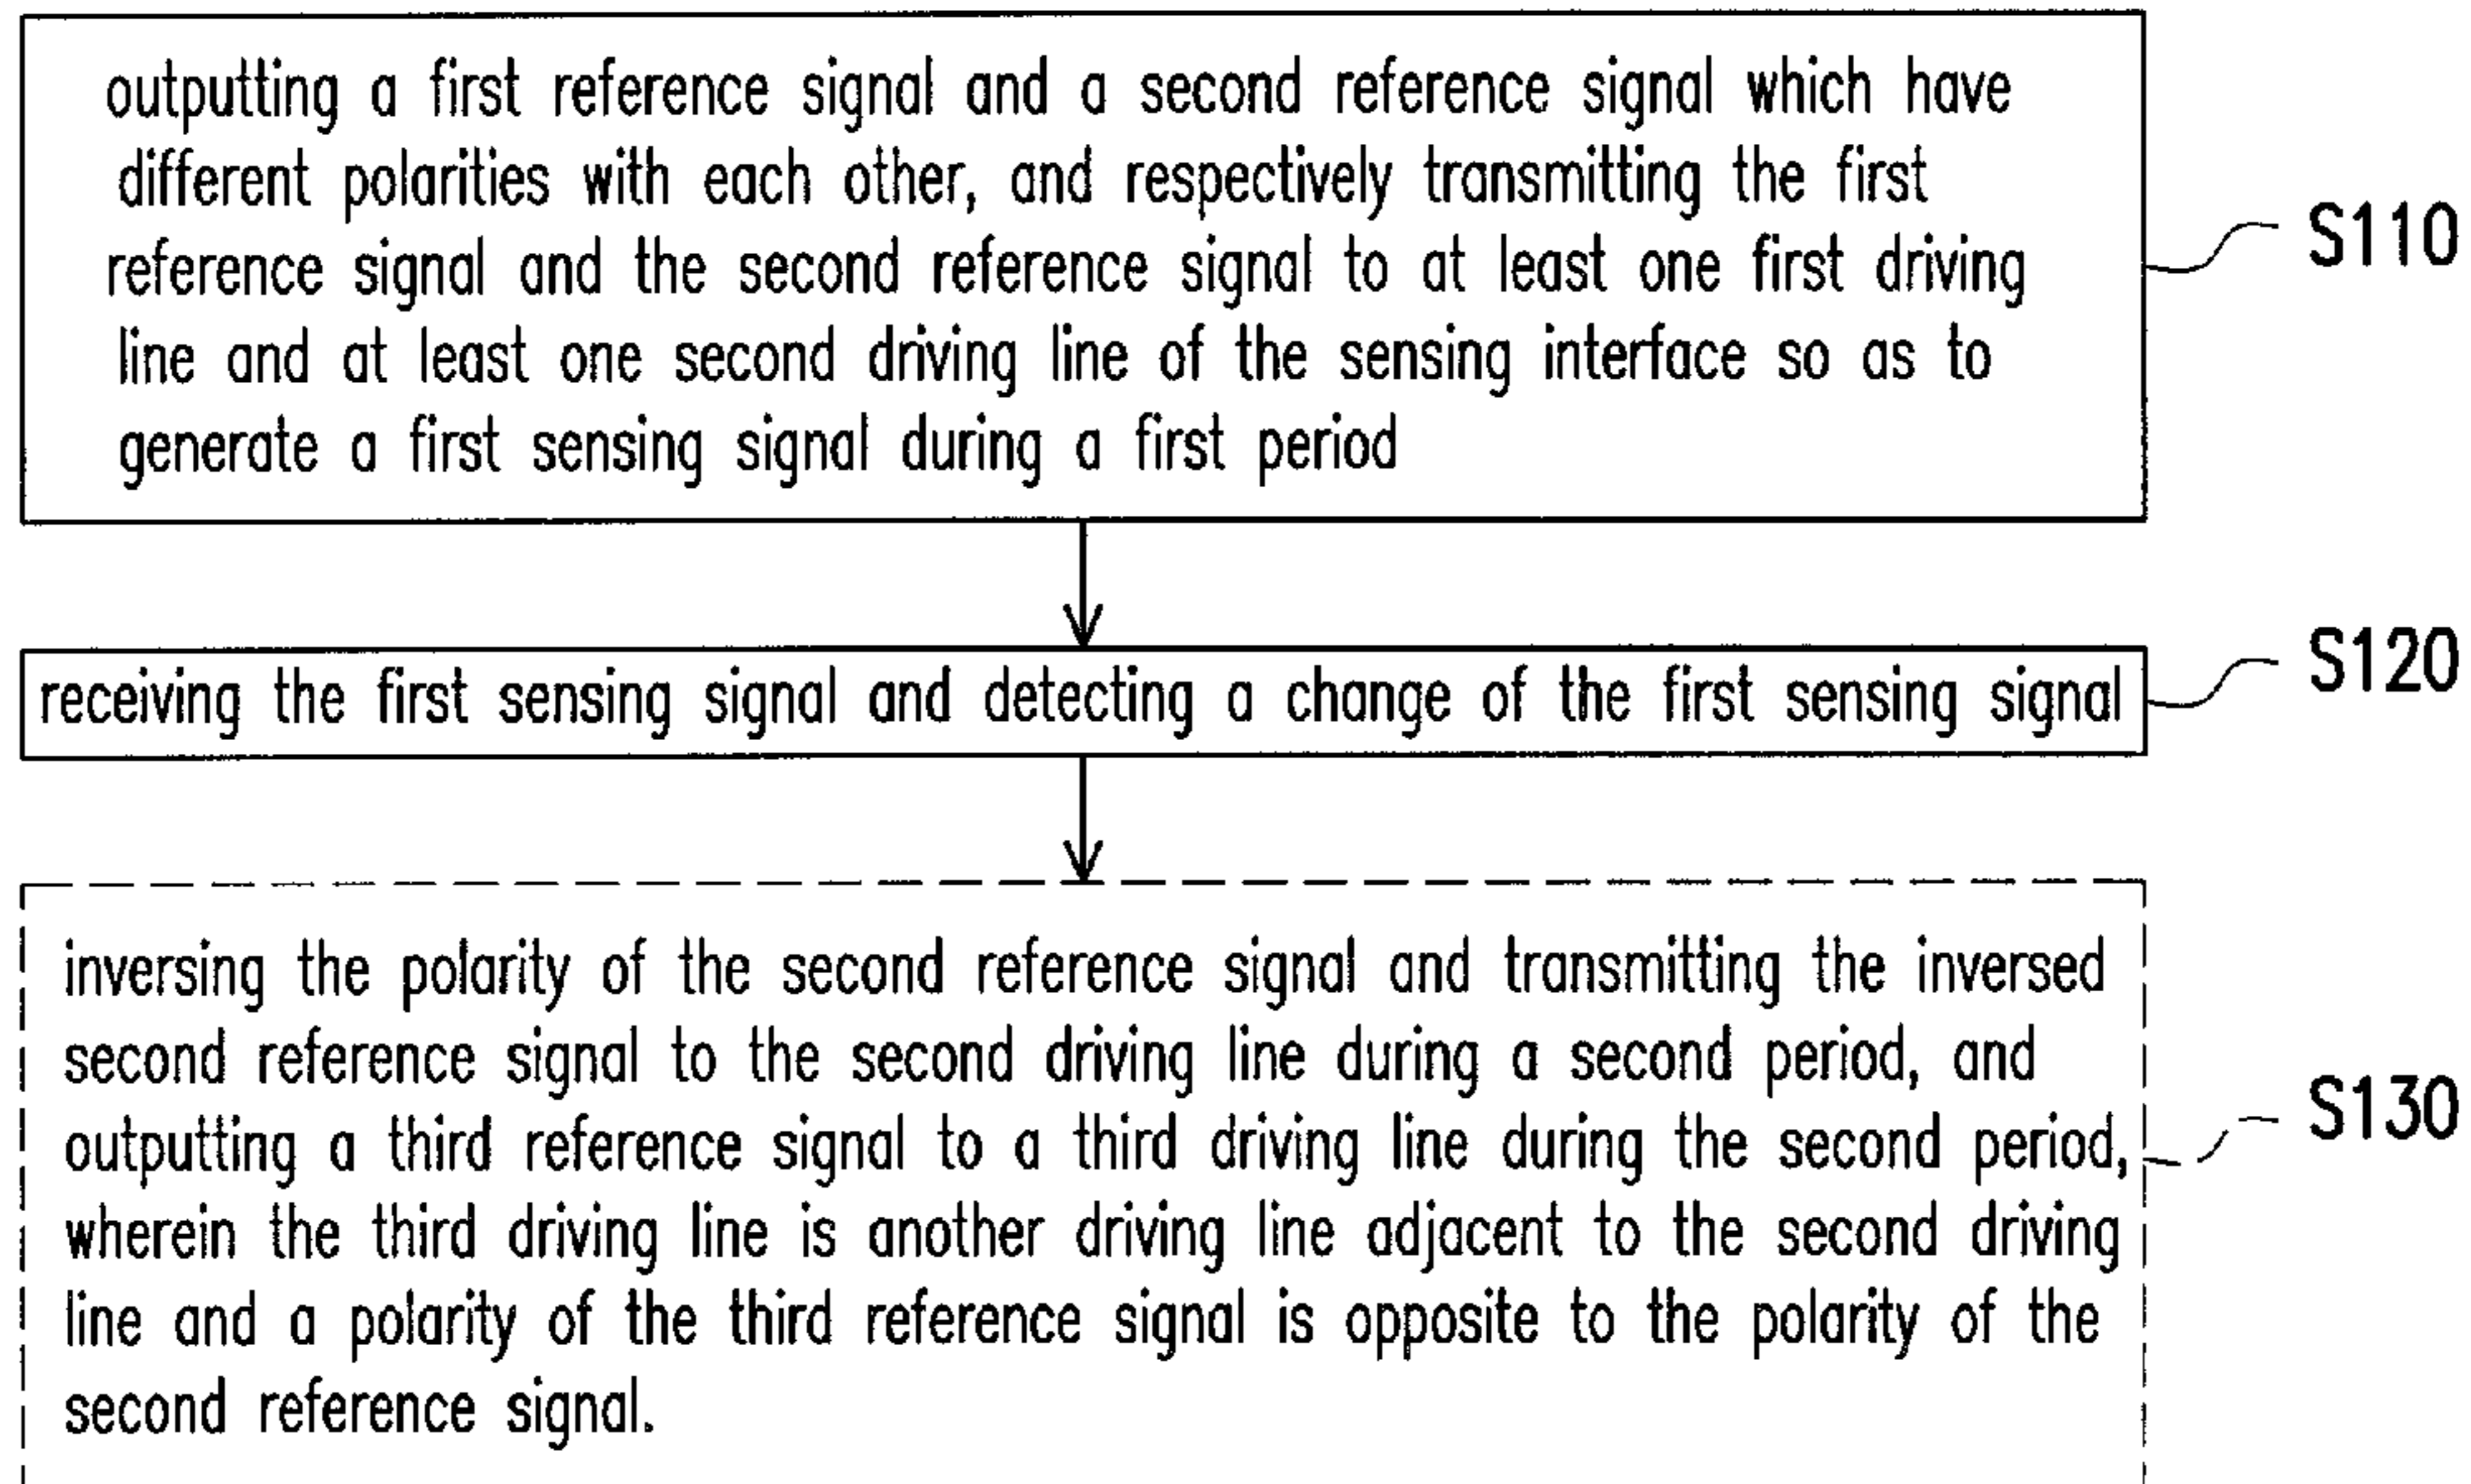 outputting a first reference signal and a second reference signal which have
different polarities with each other, and respectively transmitting the first
reference signal and the second reference signal to at least one first driving
line and at least one second driving line of the sensing interface so as to
generate a first sensing signal during a first period
S110
receiving the first sensing signal and detecting a change of the first sensing signal
S120
inversing the polarity of the second reference signal and transmitting the inversed
second reference signal to the second driving line during a second period, and
outputting a third reference signal to a third driving line during the second period,
wherein the third driving line is another driving line adjacent to the second driving
line and a polarity of the third reference signal is opposite to the polarity of the
second reference signal.
S130